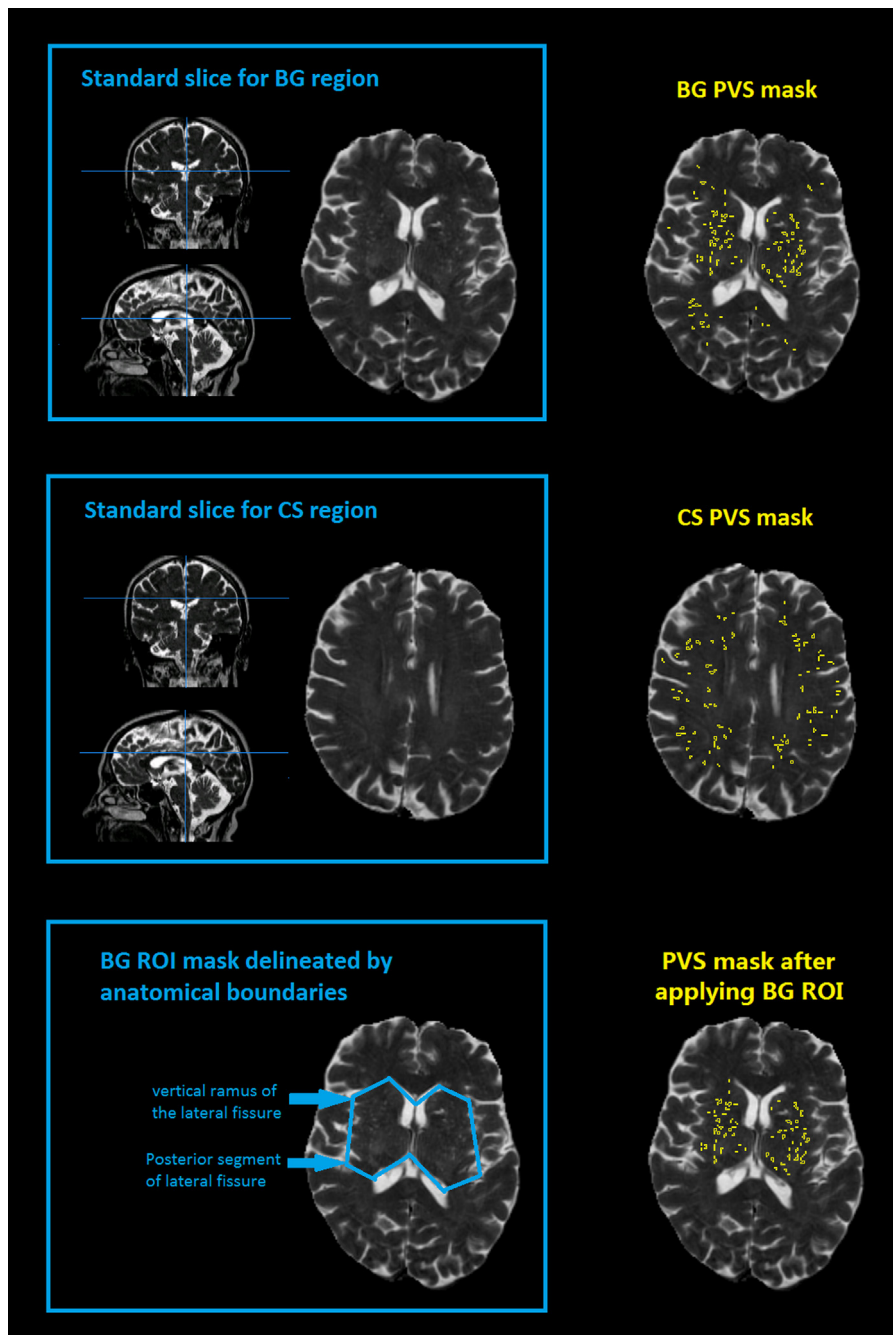 Standard slice for BG region
BG PVS mask
Standard slice for CS region
CS PVS mask
BG ROI mask delineated by
anatomical boundaries
PVS mask after
applying BG ROI
vertical ramus of
the lateral fissure
Posterior segment
of lateral fissure